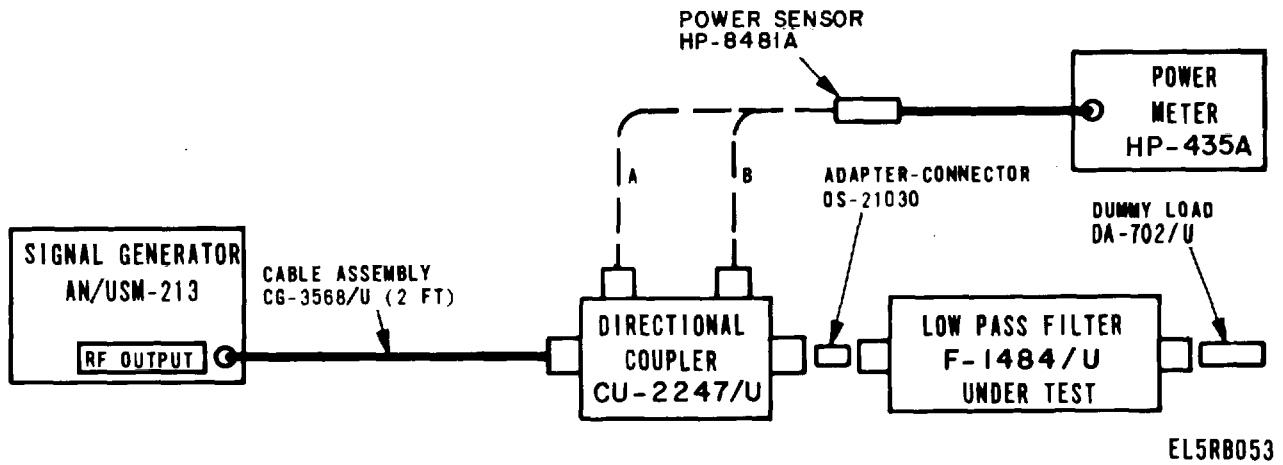 POWER SENSOR
HP-8481A
POWER
METER
HP-435A
A
B
ADAPTER-CONNECTOR
OS-21030
DUMMY LOAD
DA-702/U
SIGNAL GENERATOR
AN/USM-213
RF OUTPUT
CABLE ASSEMBLY
CG-3568/U (2 FT)
DIRECTIONAL
COUPLER
CU-2247/U
LOW PASS FILTER
F-1484/U
UNDER TEST
EL5RB053